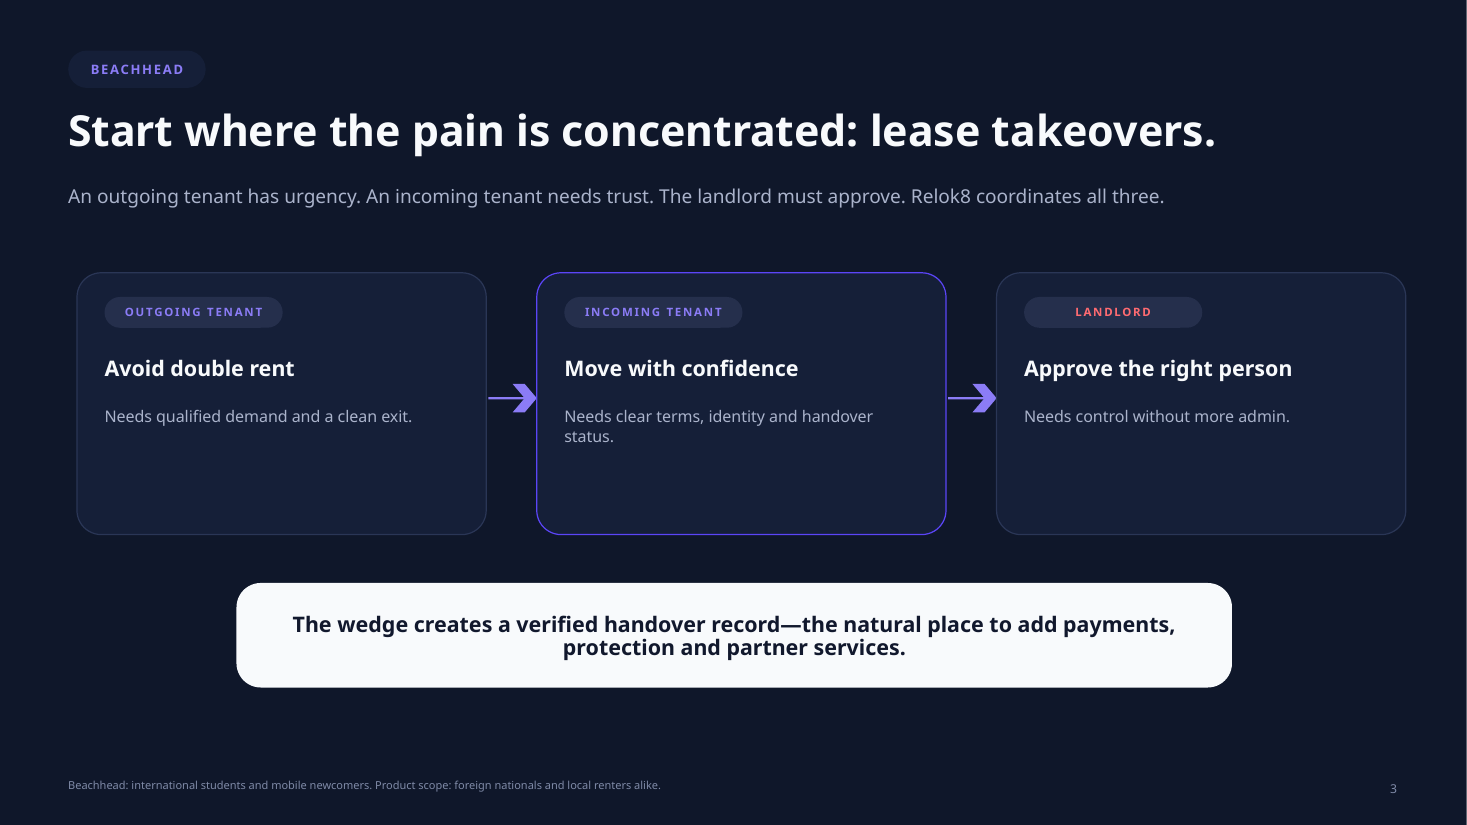 BEACHHEAD
Start where the pain is concentrated: lease takeovers.
An outgoing tenant has urgency. An incoming tenant needs trust. The landlord must approve. Relok8 coordinates all three.
OUTGOING TENANT
Avoid double rent
Needs qualified demand and a clean exit.
INCOMING TENANT
Move with confidence
Needs clear terms, identity and handover
status.
LANDLORD
Approve the right person
Needs control without more admin.
The wedge creates a verified handover record—the natural place to add payments,
protection and partner services.
Beachhead: international students and mobile newcomers. Product scope: foreign nationals and local renters alike.
3